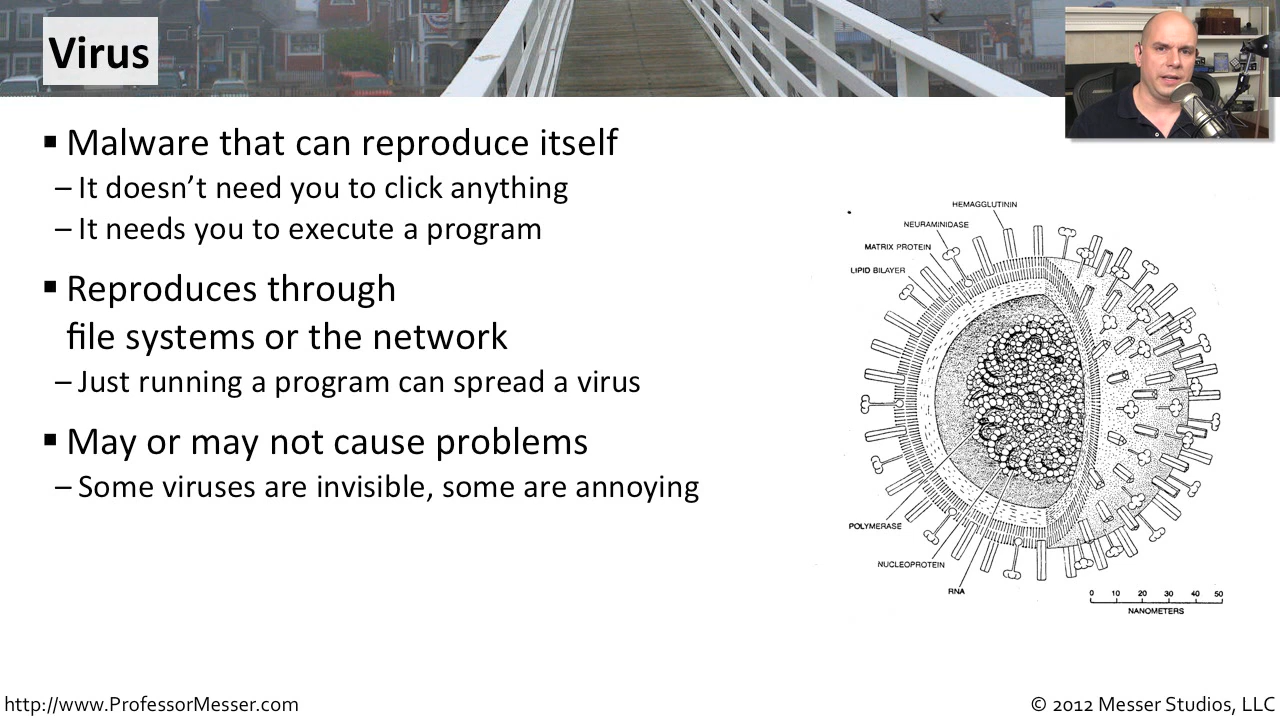 Virus
▪ Malware that can reproduce itself
– It doesn’t need you to click anything
– It needs you to execute a program
▪ Reproduces through
file systems or the network
– Just running a program can spread a virus
▪ May or may not cause problems
– Some viruses are invisible, some are annoying
HEMAGGLUTININ
NEURAMINIDASE
MATRIX PROTEIN
LIPID BILAYER
POLYMERASE
NUCLEOPROTEIN
RNA
0 10 20 30 40 50
NANOMETERS
http://www.ProfessorMesser.com
© 2012 Messer Studios, LLC